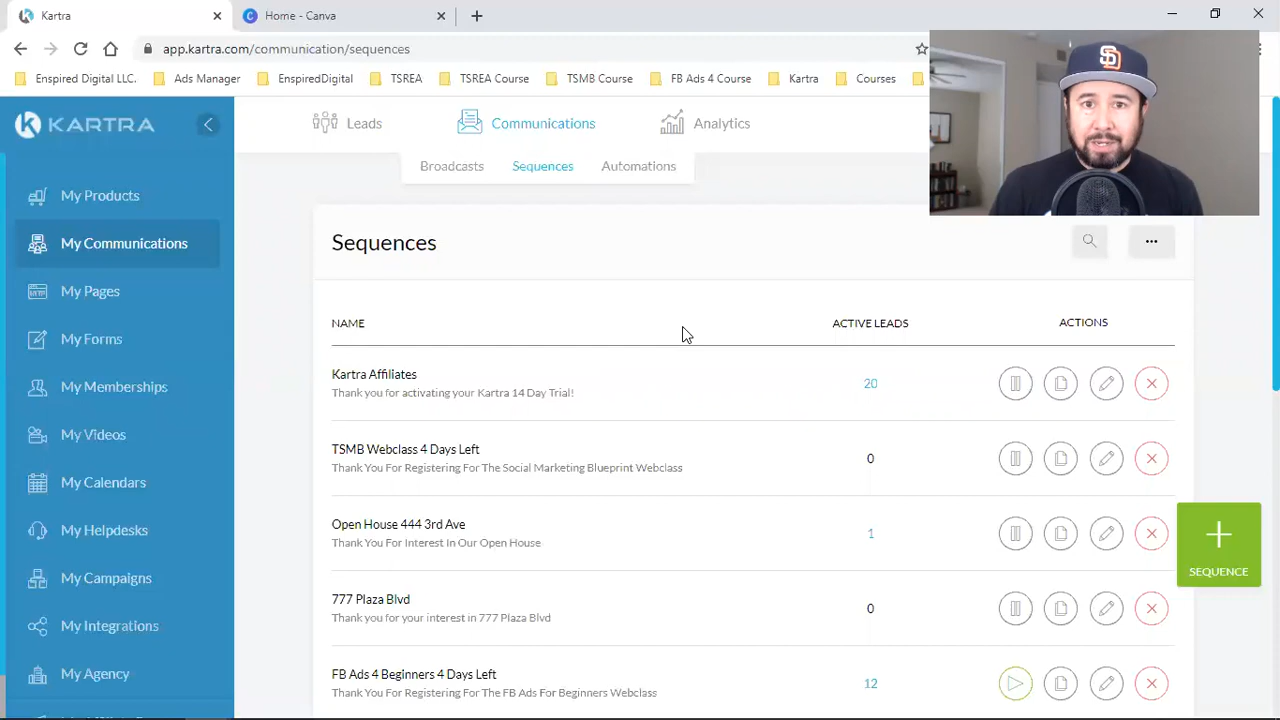 Kartra
Home - Canva
app.kartra.com/communication/sequences
Enspired Digital LLC.
Ads Manager
EnspiredDigital
TSREA
TSREA Course
TSMB Course
FB Ads 4 Course
Kartra
Courses
KARTRA
Leads
Communications
Analytics
Broadcasts
Sequences
Automations
My Products
My Communications
My Pages
My Forms
My Memberships
My Videos
My Calendars
My Helpdesks
My Campaigns
My Integrations
My Agency
Sequences
NAME
ACTIVE LEADS
ACTIONS
Kartra Affiliates
Thank you for activating your Kartra 14 Day Trial!
20
TSMB Webclass 4 Days Left
Thank You For Registering For The Social Marketing Blueprint Webclass
0
Open House 444 3rd Ave
Thank You For Interest In Our Open House
1
777 Plaza Blvd
Thank you for your interest in 777 Plaza Blvd
0
FB Ads 4 Beginners 4 Days Left
Thank You For Registering For The FB Ads For Beginners Webclass
12
SEQUENCE
SD